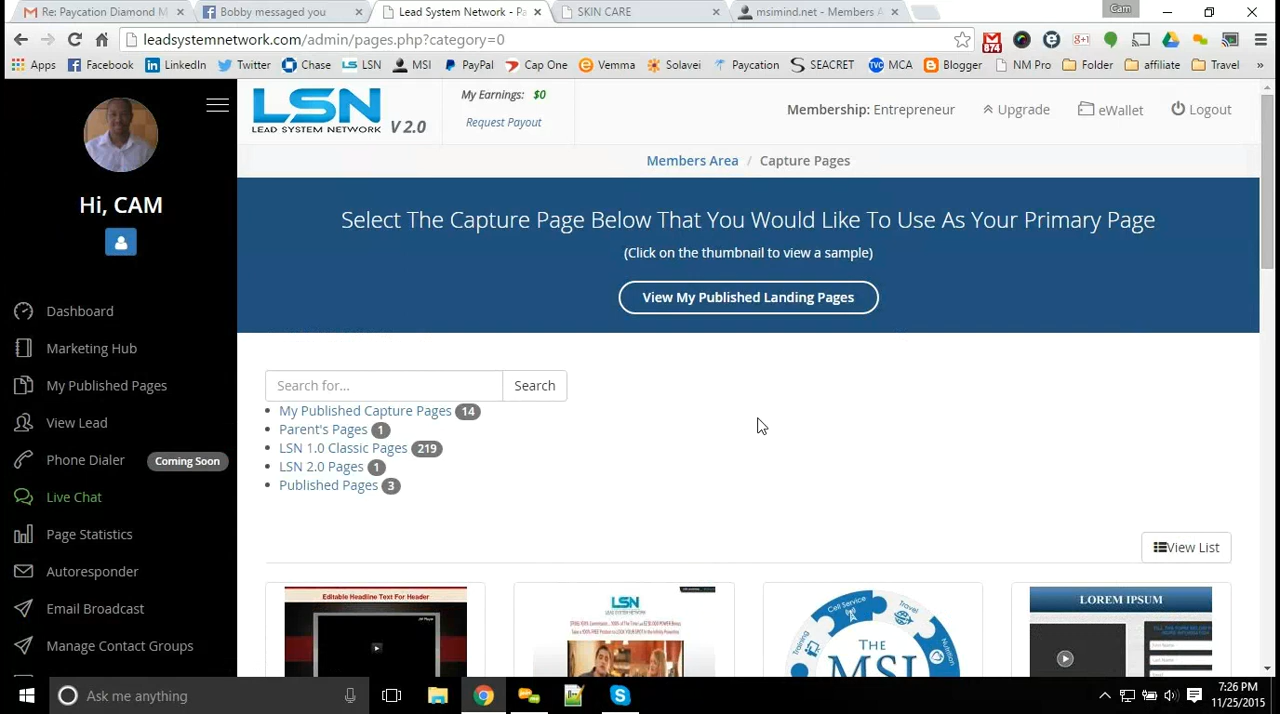 Re: Paycation Diamond M
Bobby messaged you
Lead System Network - Pa
SKIN CARE
msimind.net - Members A
Cam
leadsystemnetwork.com/admin/pages.php?category=0
874
g+1
Apps
Facebook
LinkedIn
Twitter
Chase
LSN
MSI
PayPal
Cap One
Vemma
Solavei
Paycation
SEACRET
MCA
Blogger
NM Pro
Folder
affiliate
Travel
»
Hi, CAM
Dashboard
Marketing Hub
My Published Pages
View Lead
Phone Dialer
Coming Soon
Live Chat
Page Statistics
Autoresponder
Email Broadcast
Manage Contact Groups
LSN
LEAD SYSTEM NETWORK
V 2.0
My Earnings: $0
Request Payout
Membership: Entrepreneur
Upgrade
eWallet
Logout
Members Area / Capture Pages
Select The Capture Page Below That You Would Like To Use As Your Primary Page
(Click on the thumbnail to view a sample)
View My Published Landing Pages
Search for...
Search
My Published Capture Pages 14
Parent's Pages 1
LSN 1.0 Classic Pages 219
LSN 2.0 Pages 1
Published Pages 3
View List
Editable Headline Text For Header
LSN
Cell Service
Travel
Training
Nutrition
THE
MSI
LOREM IPSUM
Ask me anything
7:26 PM
11/25/2015